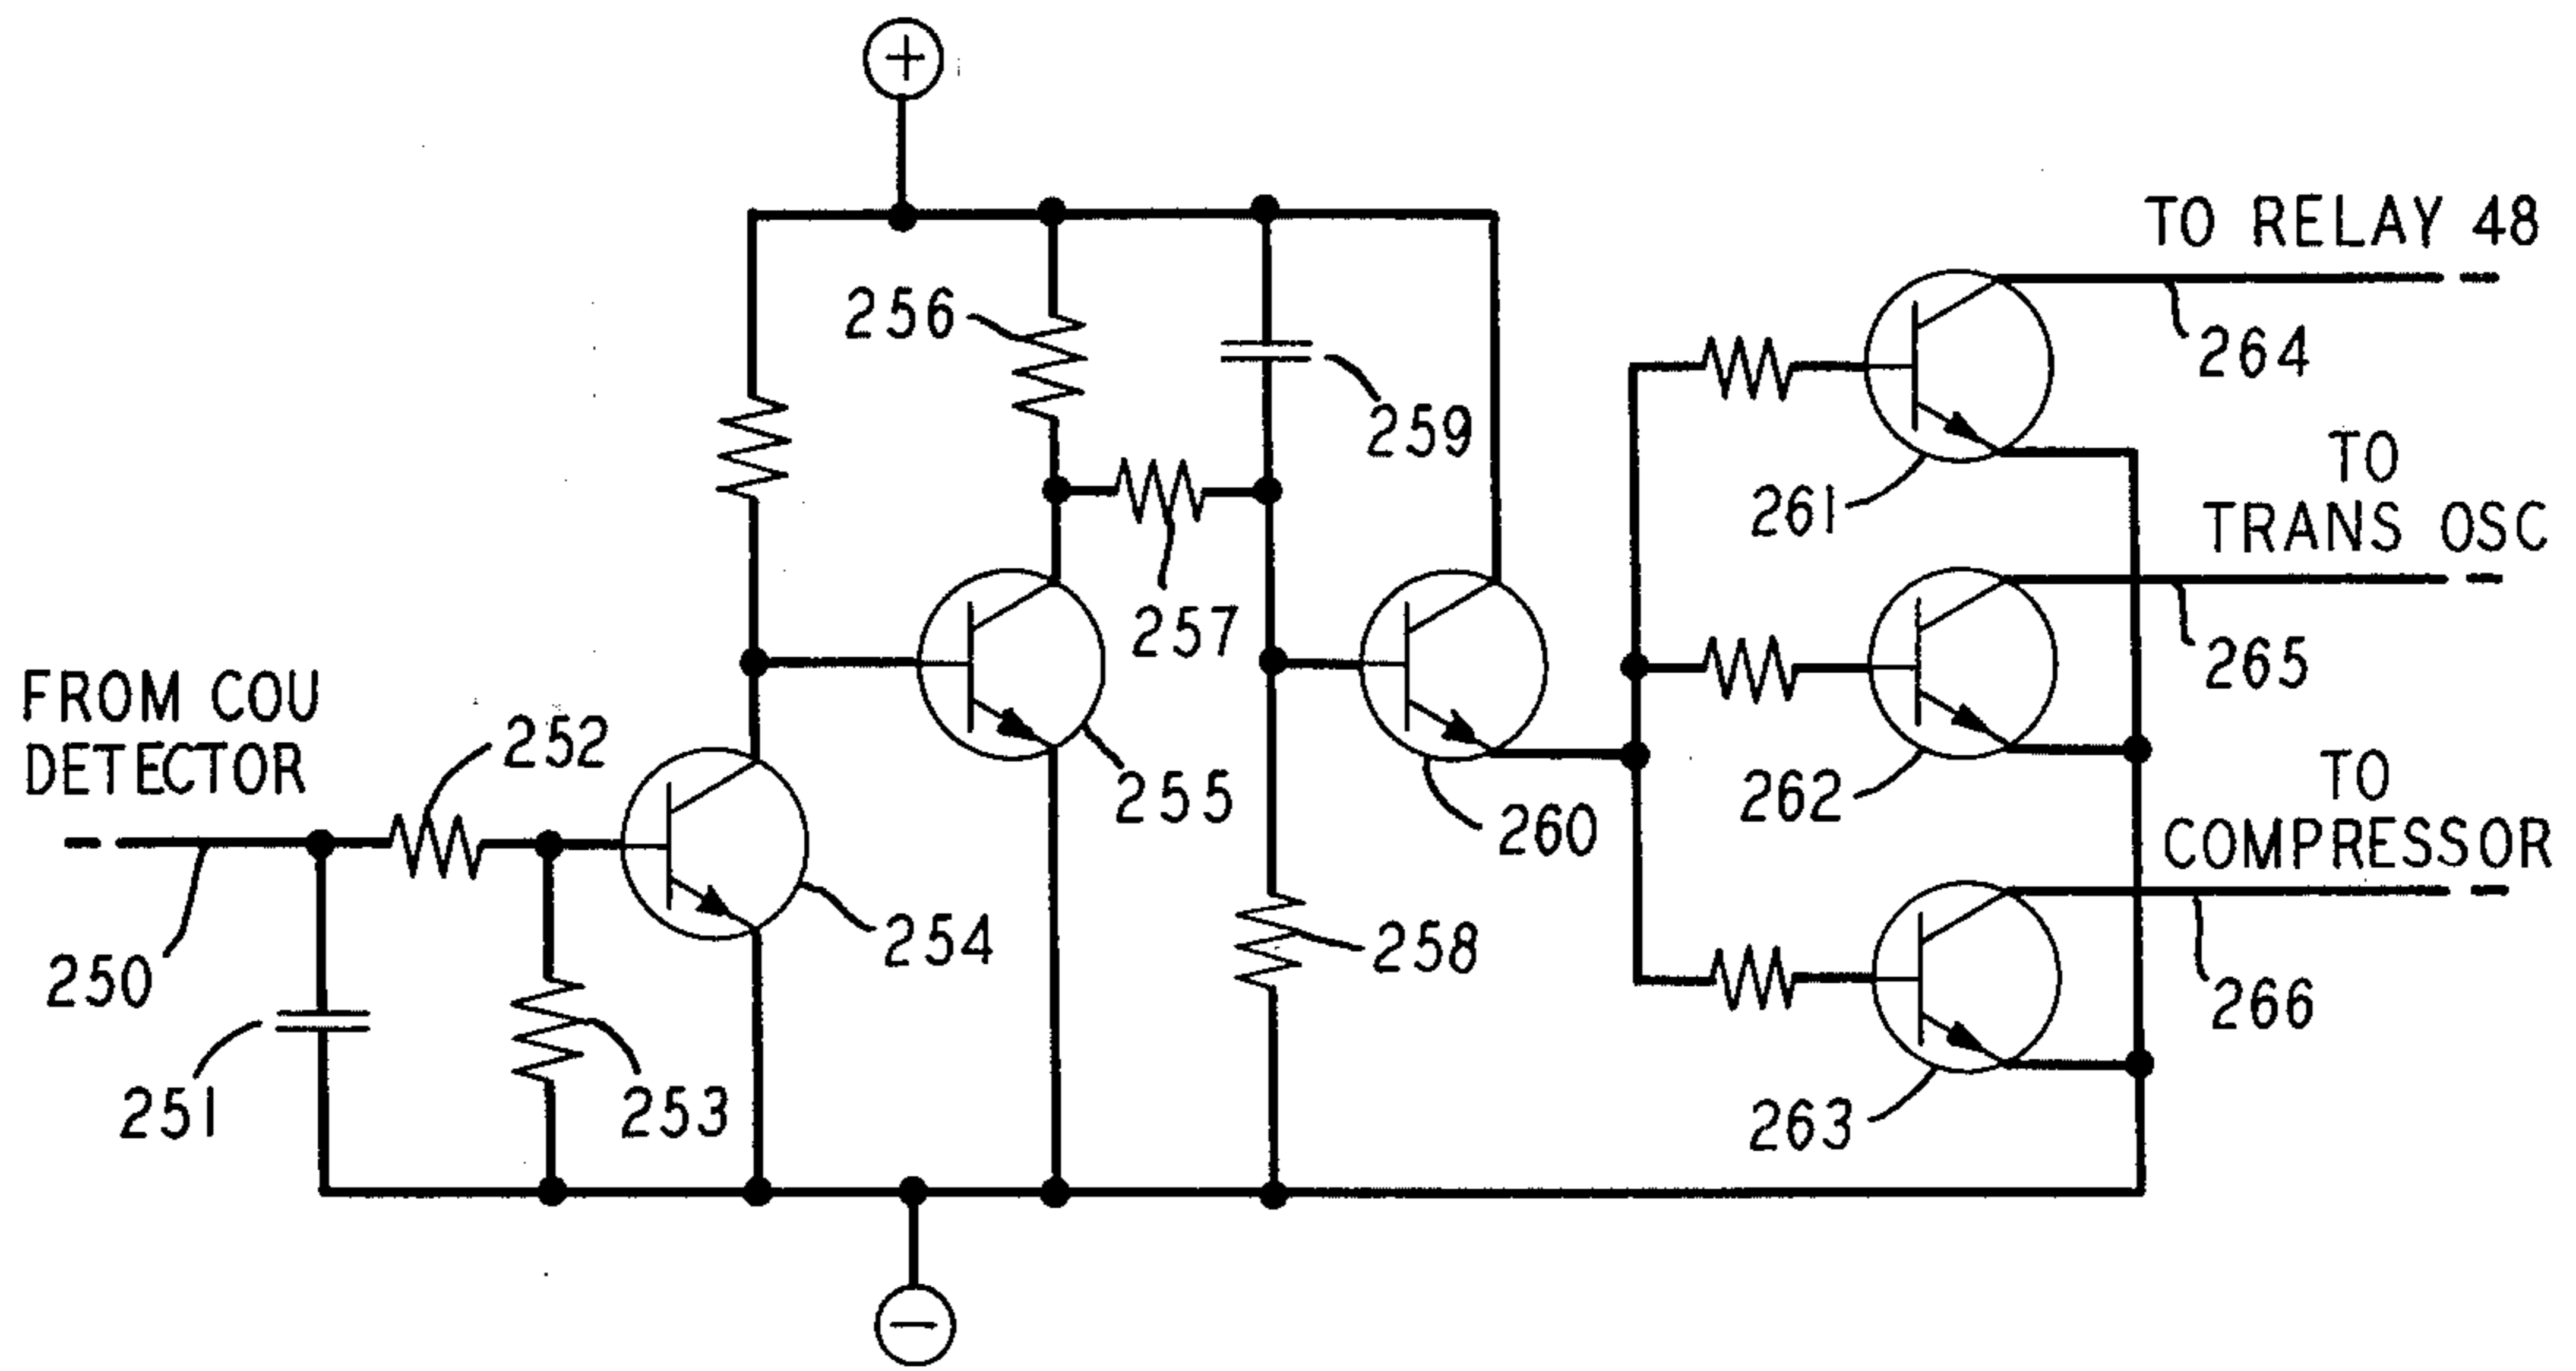 +
TO RELAY 48
256
264
259
TO
261
TRANS OSC
257
265
FROM COU
252
DETECTOR
255
262
TO
260
COMPRESSOR
254
258
250
266
251
253
263
−